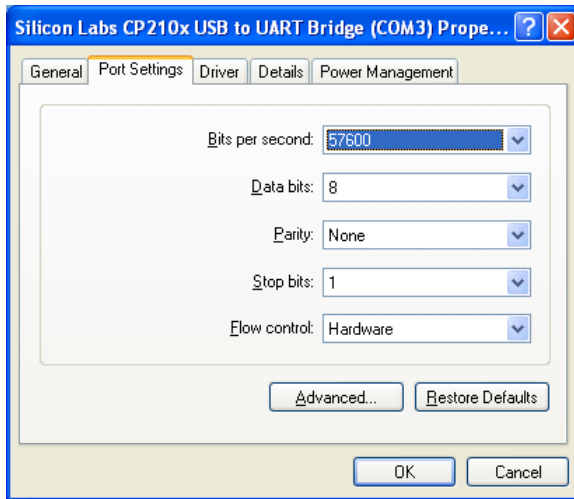 Silicon Labs CP210x USB to UART Bridge (COM3) Prope...
General Port Settings Driver Details Power Management
Bits per second: 57600
Data bits: 8
Parity: None
Stop bits: 1
Flow control: Hardware
Advanced... Restore Defaults
OK Cancel